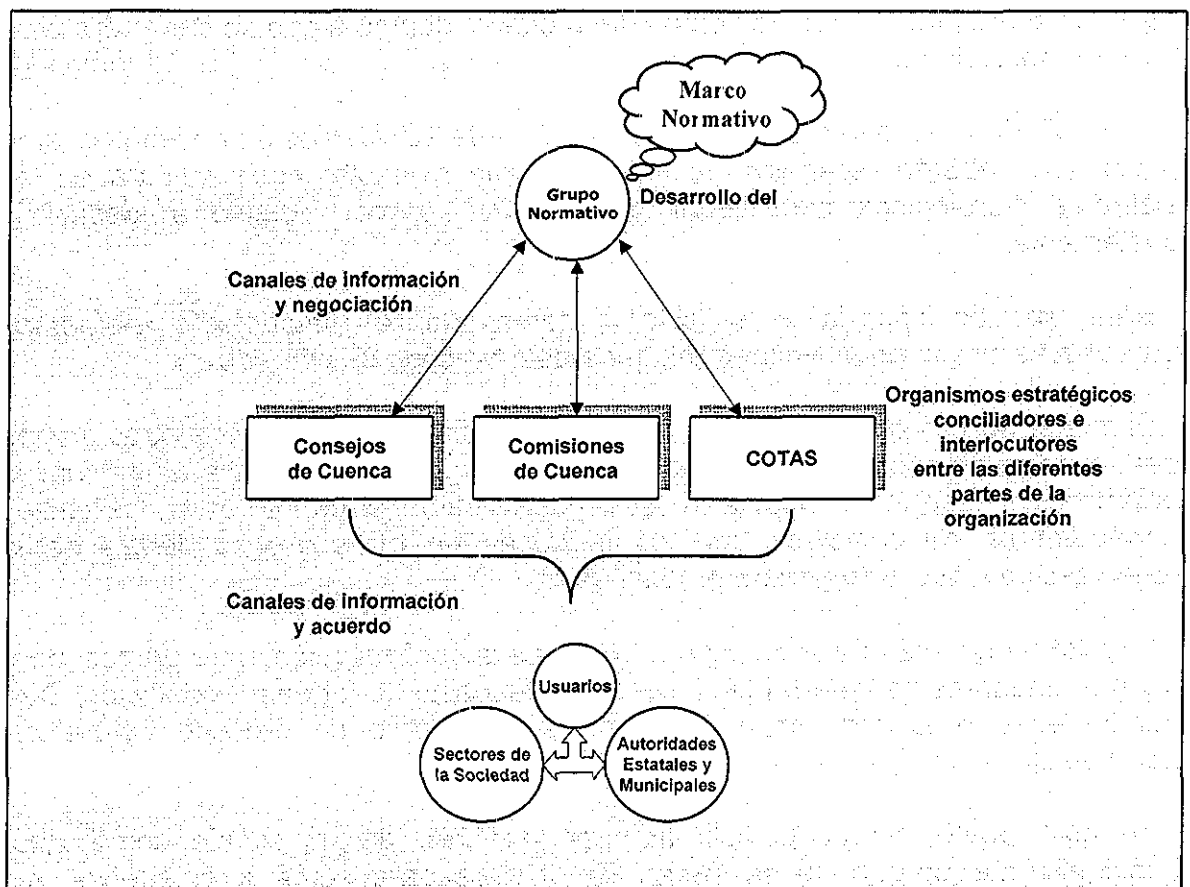 Marco
Normativo
Grupo
Normativo
Desarrollo del
Canales de información
y negociación
Consejos
de Cuenca
Comisiones
de Cuenca
COTAS
Organismos estratégicos
conciliadores e
interlocutores
entre las diferentes
partes de la
organización
Canales de información
y acuerdo
Usuarios
Sectores de
la Sociedad
Autoridades
Estatales y
Municipales